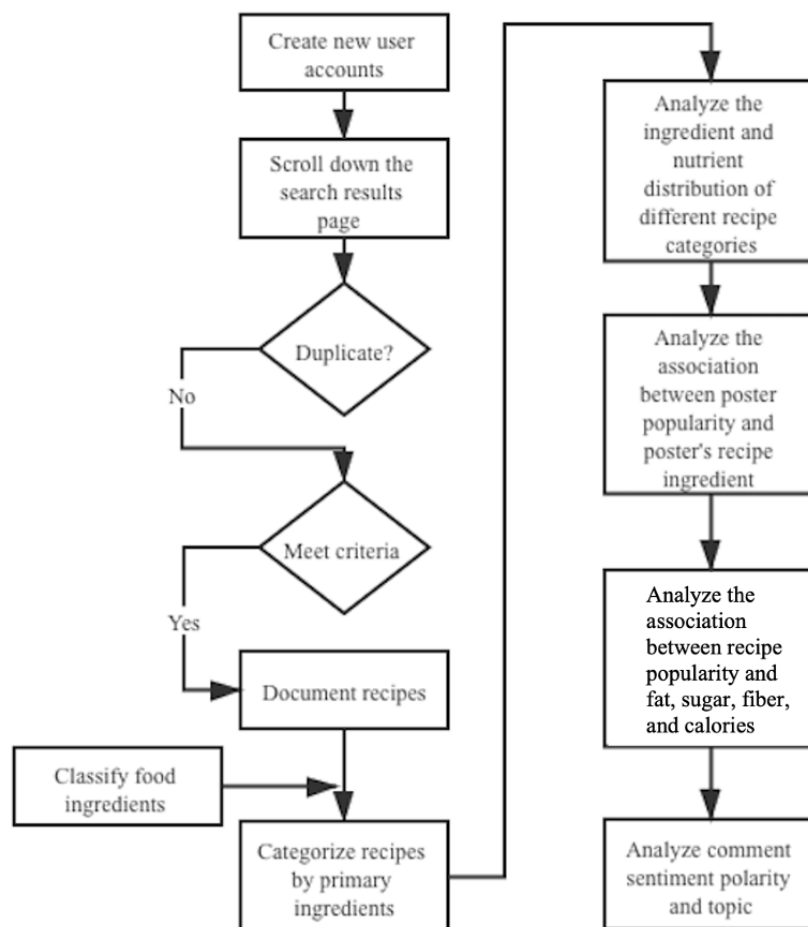 Create new user
accounts
Scroll down the
search results
page
Duplicate?
No
Meet criteria
Yes
Document recipes
Classify food
ingredients
Categorize recipes
by primary
ingredients
Analyze the
ingredient and
nutrient
distribution of
different recipe
categories
Analyze the
association
between poster
popularity and
poster's recipe
ingredient
Analyze the
association
between recipe
popularity and
fat, sugar, fiber,
and calories
Analyze comment
sentiment polarity
and topic